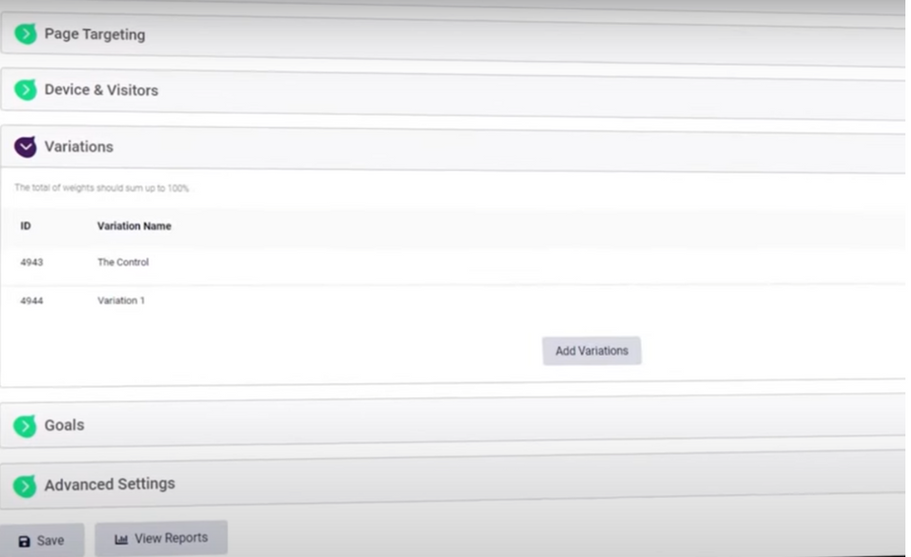 Page Targeting
Device & Visitors
Variations
The total of weights should sum up to 100%.
ID Variation Name
4943 The Control
4944 Variation 1
Add Variations
Goals
Advanced Settings
Save View Reports